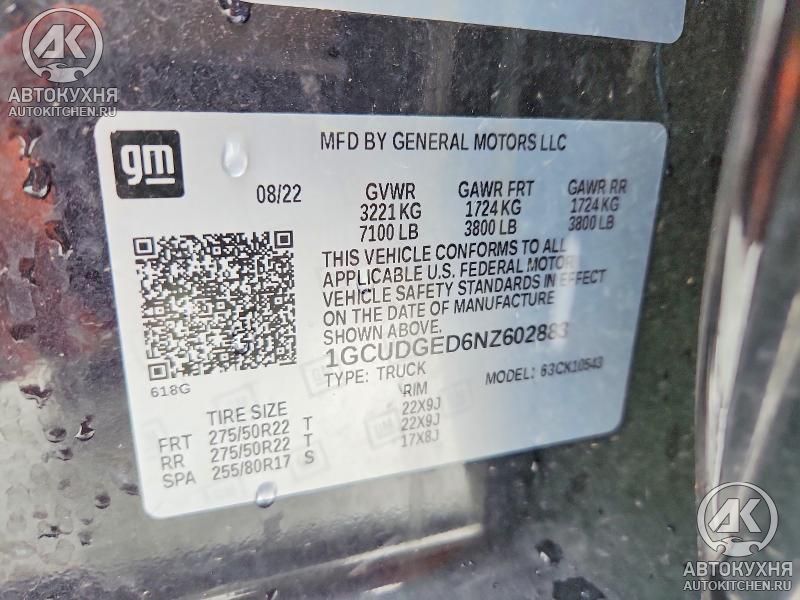 AK
АВТОКУХНЯ
AUTOKITCHEN.RU
gm
MFD BY GENERAL MOTORS LLC
08/22
GVWR GAWR FRT GAWR RR
3221 KG 1724 KG 1724 KG
7100 LB 3800 LB 3800 LB
THIS VEHICLE CONFORMS TO ALL
APPLICABLE U.S. FEDERAL MOTOR
VEHICLE SAFETY STANDARDS IN EFFECT
ON THE DATE OF MANUFACTURE
SHOWN ABOVE.
1GCUDGED6NZ602883
TYPE: TRUCK MODEL: 63CK10543
618G
TIRE SIZE RIM
FRT 275/50R22 T 22X9J
RR 275/50R22 T 22X9J
SPA 255/80R17 S 17X8J
AK
АВТОКУХНЯ
AUTOKITCHEN.RU